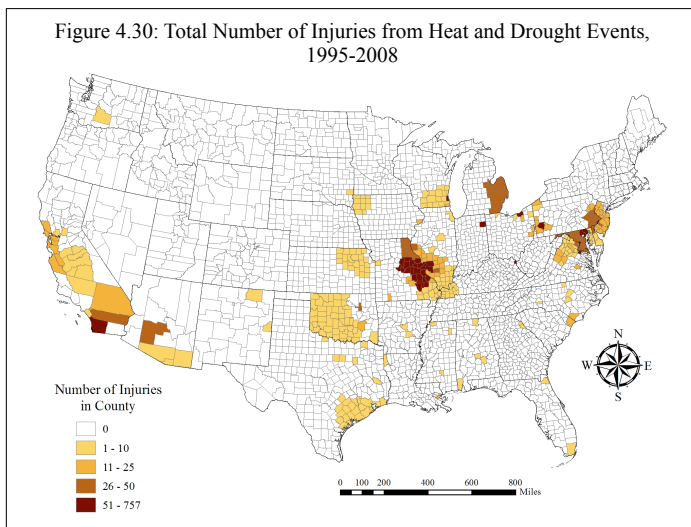 Figure 4.30: Total Number of Injuries from Heat and Drought Events,
1995-2008
N
W E
S
Number of Injuries
in County
0
1 - 10
11 - 25
26 - 50
51 - 757
0 50 100 200 400 600 800
Miles